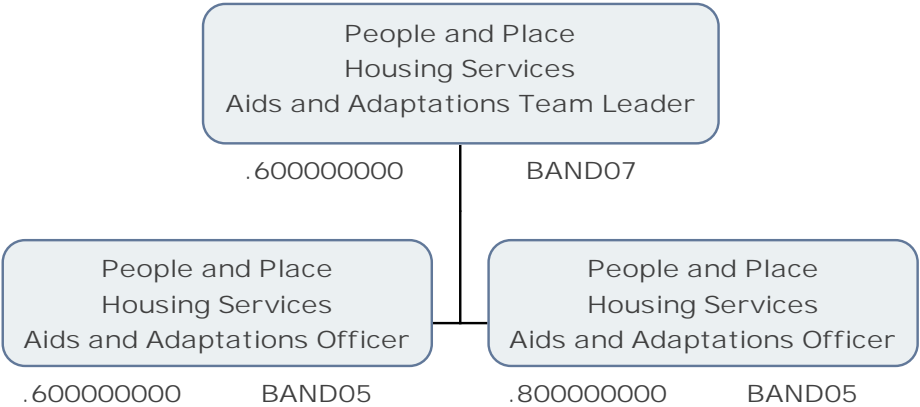 People and Place
Housing Services
Aids and Adaptations Team Leader
.600000000 BAND07
People and Place
Housing Services
Aids and Adaptations Officer
.600000000 BAND05
People and Place
Housing Services
Aids and Adaptations Officer
.800000000 BAND05